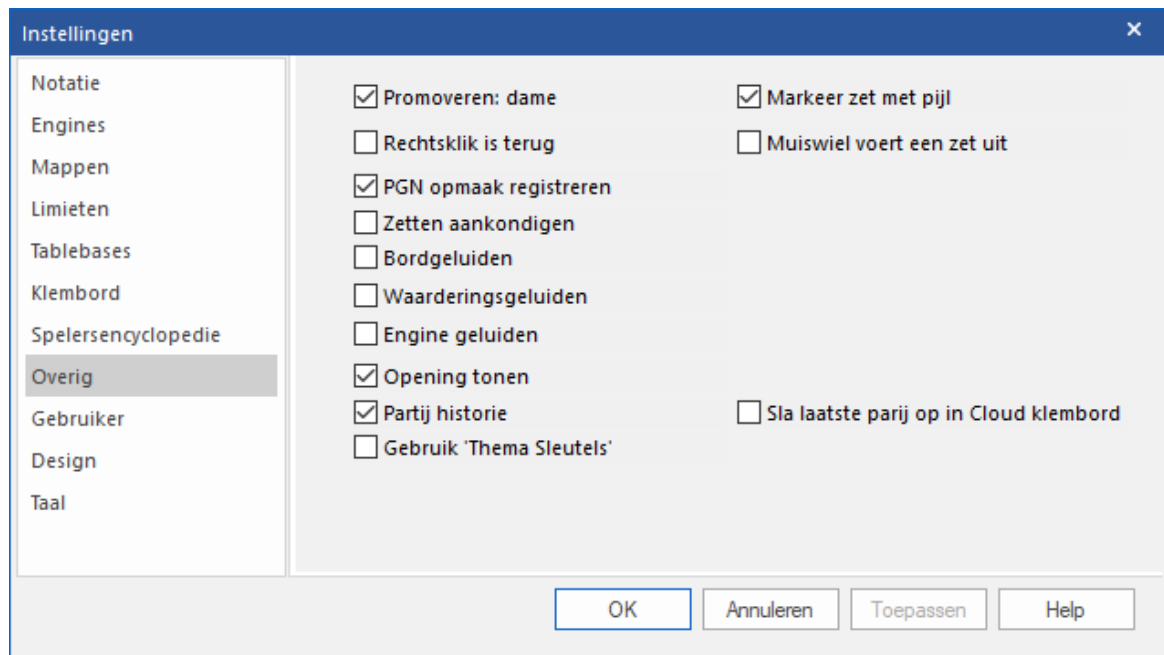 Instellingen
Notatie
Engines
Mappen
Limieten
Tablebases
Klembord
Spelersencyclopedie
Overig
Gebruiker
Design
Taal
Promoveren: dame
Markeer zet met pijl
Rechtsklik is terug
Muiswiel voert een zet uit
PGN opmaak registreren
Zetten aankondigen
Bordgeluiden
Waarderingsgeluiden
Engine geluiden
Opening tonen
Partij historie
Sla laatste parij op in Cloud klembord
Gebruik 'Thema Sleutels'
OK
Annuleren
Toepassen
Help